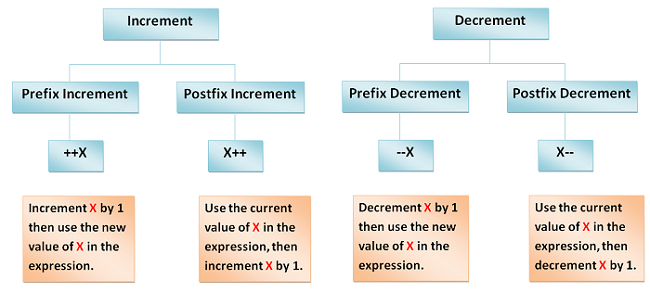 Increment
Prefix Increment
Postfix Increment
++X
X++
Increment X by 1
then use the new
value of X in the
expression.
Use the current
value of X in the
expression, then
increment X by 1.
Decrement
Prefix Decrement
Postfix Decrement
--X
X--
Decrement X by 1
then use the new
value of X in the
expression.
Use the current
value of X in the
expression, then
decrement X by 1.